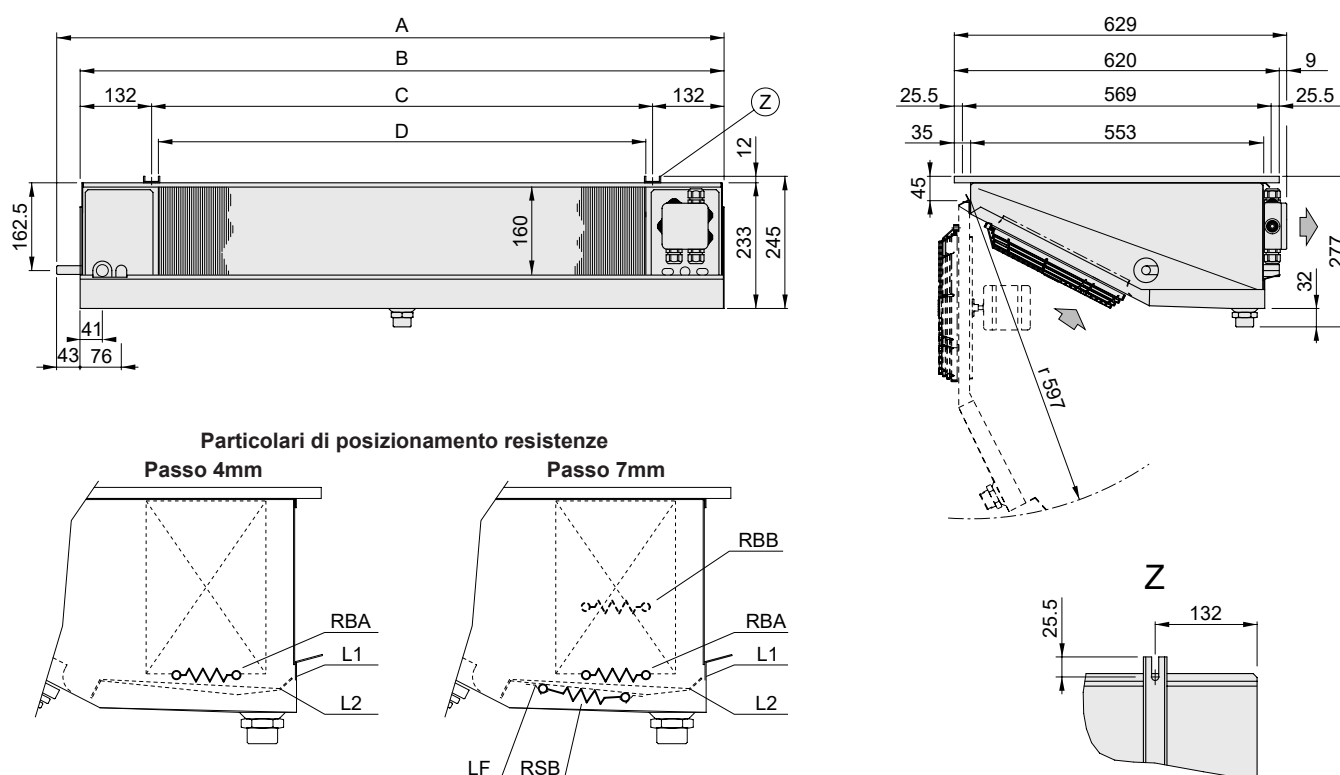 A
B
132
C
132
Z
D
12
162.5
160
233
245
41
43
76
629
620
9
25.5
569
25.5
35
553
45
277
32
r 597
Particolari di posizionamento resistenze
Passo 4mm
Passo 7mm
RBA
L1
L2
RBB
RBA
L1
L2
LF
RSB
Z
25.5
132